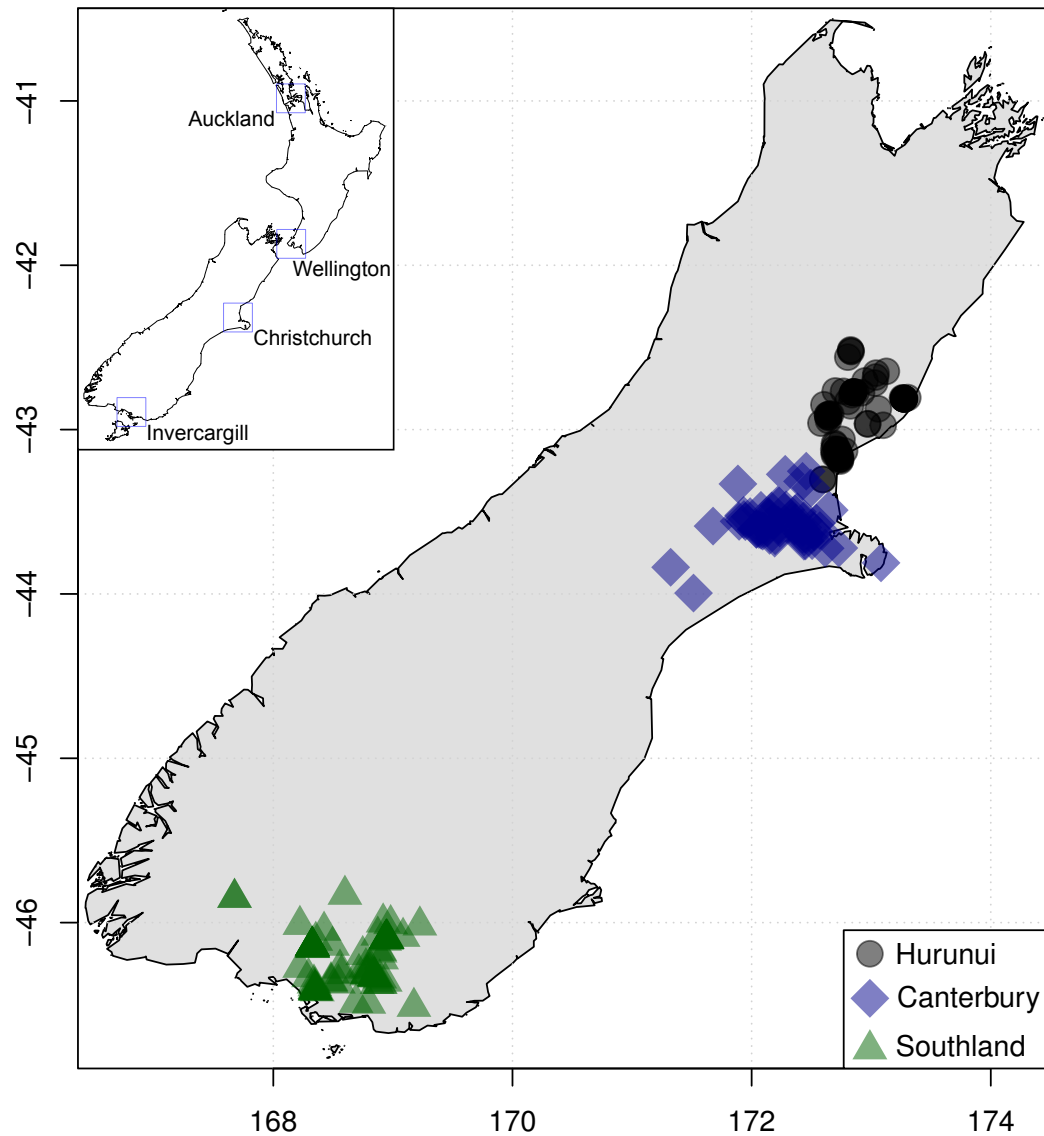 Auckland
Wellington
Christchurch
Invercargill
−41
−42
−43
−44
−45
−46
Hurunui
Canterbury
Southland
168 170 172 174